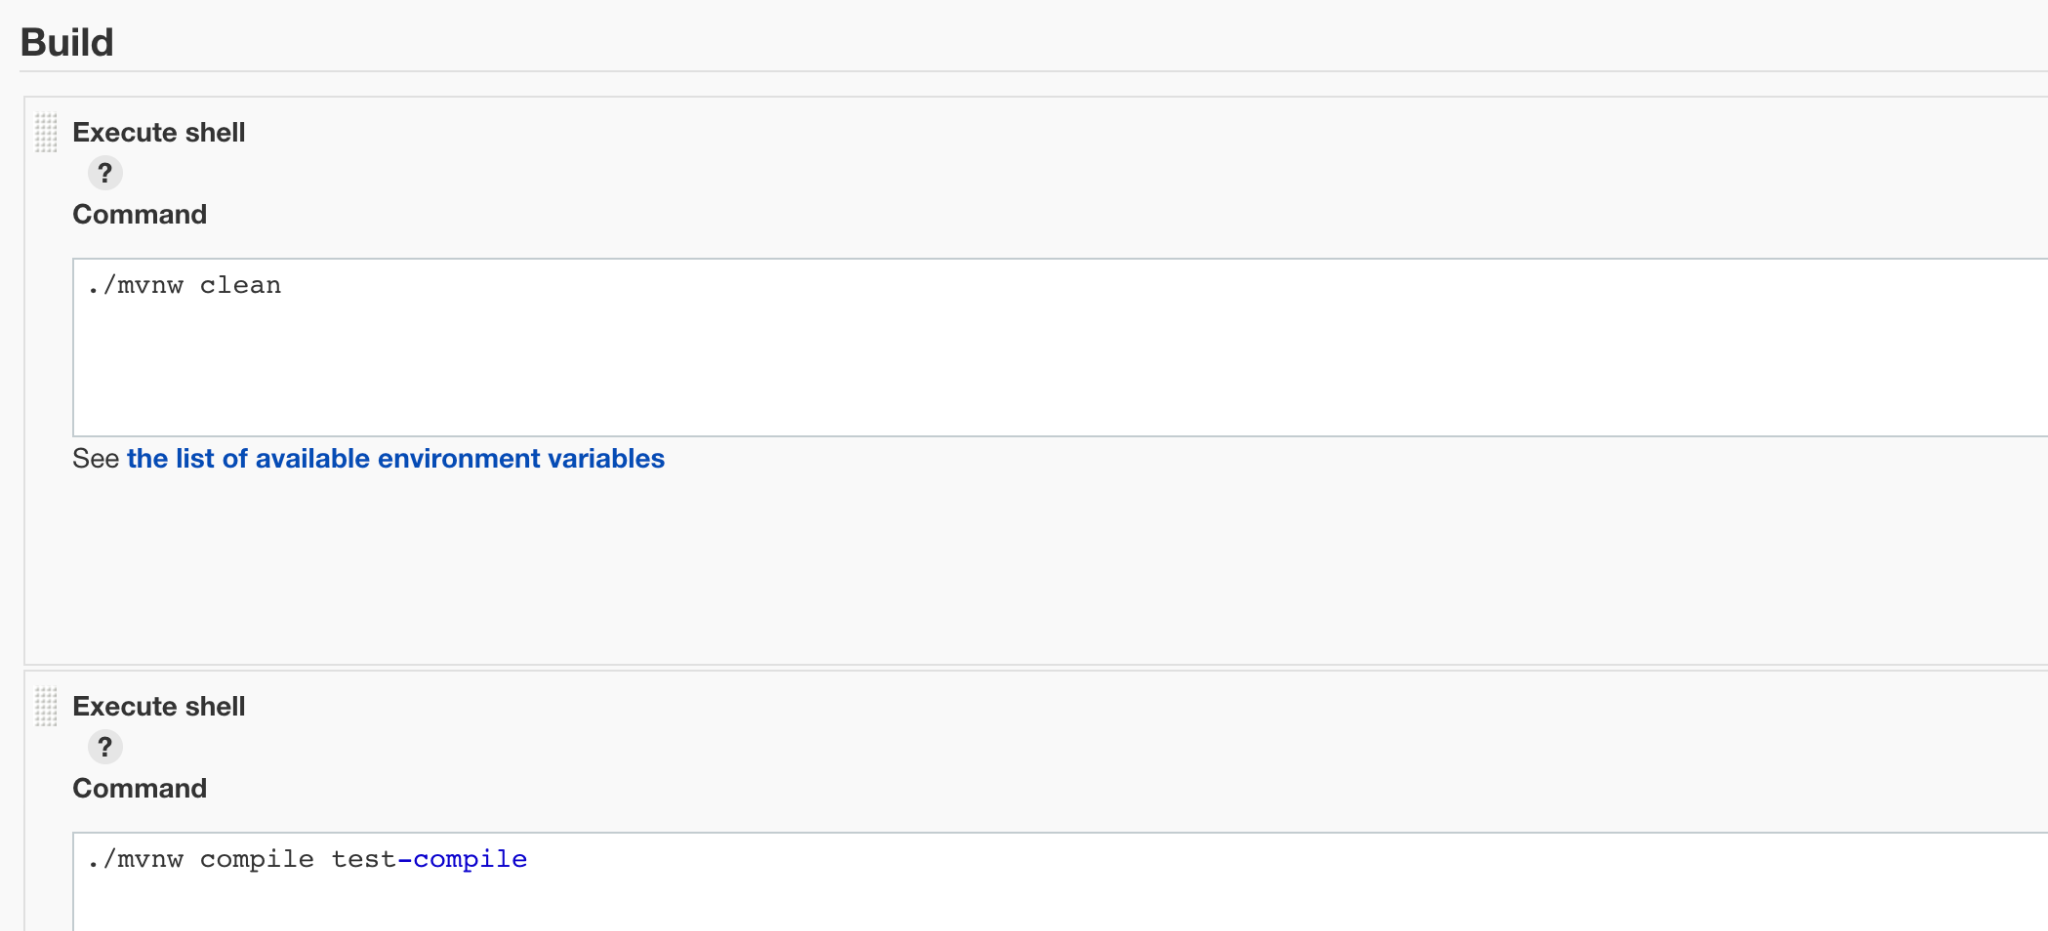 Build
Execute shell
?
Command
./mvnw clean
See the list of available environment variables
Execute shell
?
Command
./mvnw compile test-compile